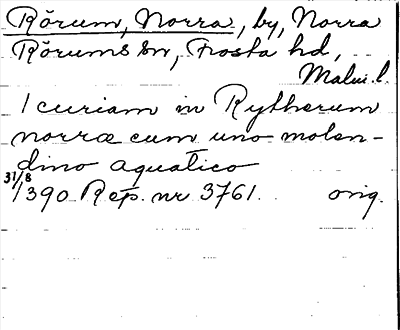 Rörum, Norra, by, Norra
Rörums sn, Frosta hd,
Malm. l.
1 curiam in Rytherum
norræ cum uno molen-
dino aquatico
31/8
1390 Rep. nr 3761. orig.